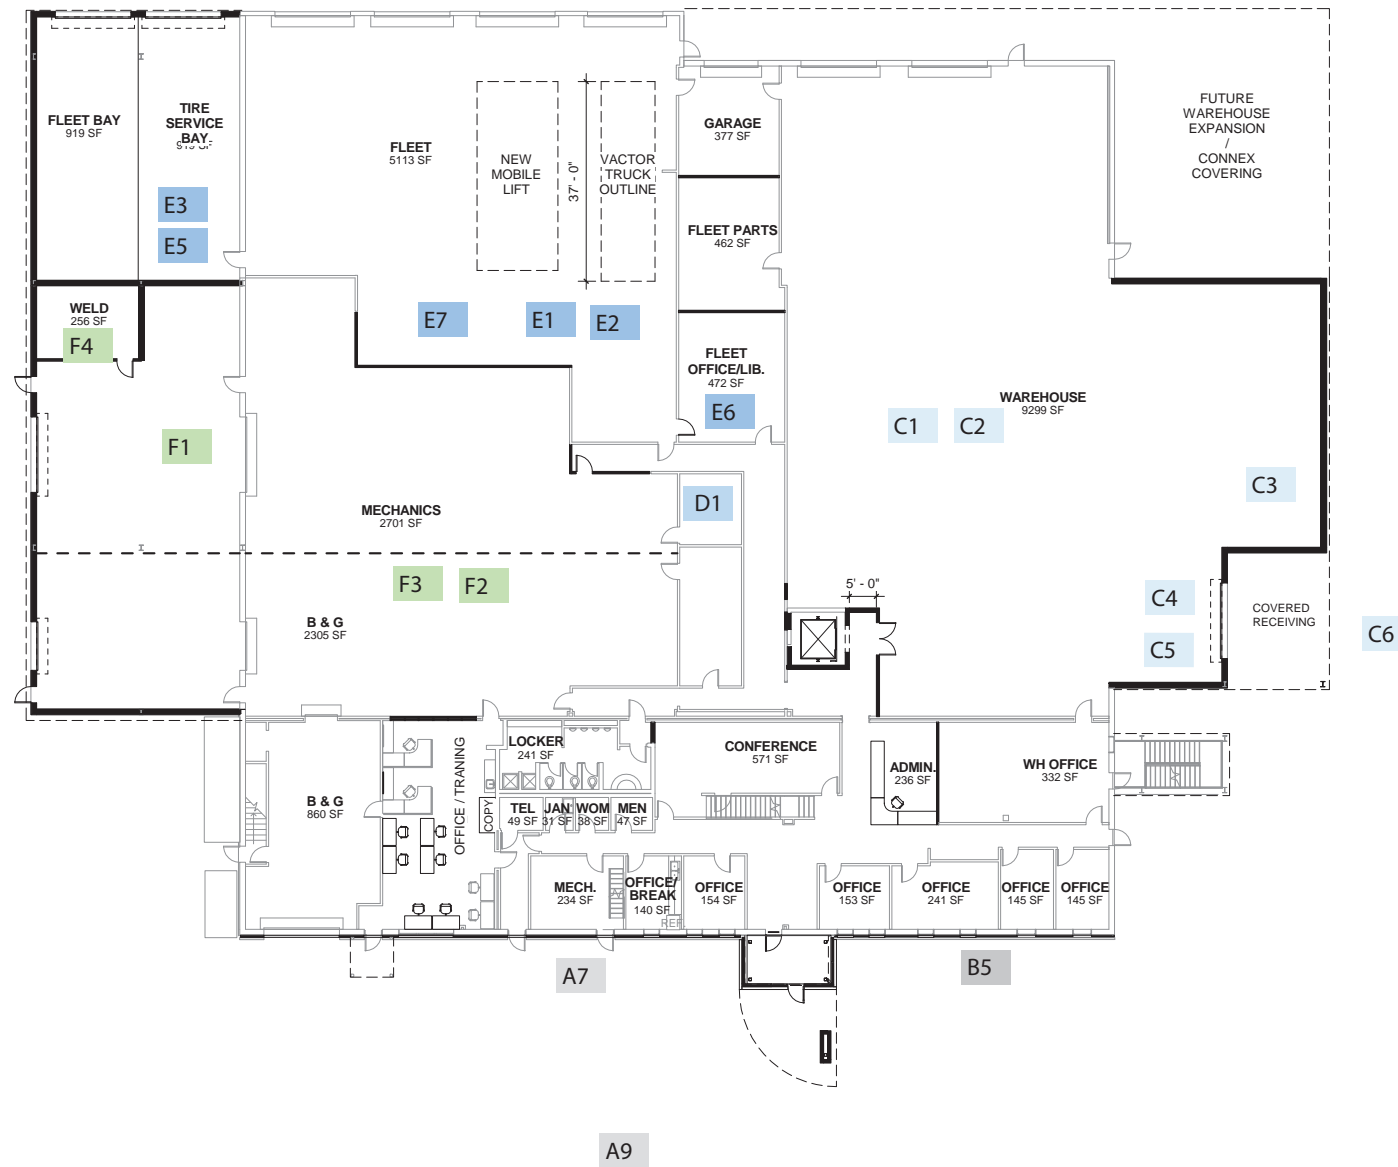 FLEET BAY
919 SF
TIRE
SERVICE
BAY
919 SF
FLEET
5113 SF
NEW
MOBILE
LIFT
37' - 0"
VACTOR
TRUCK
OUTLINE
GARAGE
377 SF
FLEET PARTS
462 SF
FUTURE
WAREHOUSE
EXPANSION
/
CONNEX
COVERING
E3
E5
WELD
256 SF
F4
E7
E1
E2
FLEET
OFFICE/LIB.
472 SF
E6
WAREHOUSE
9299 SF
C1
C2
C3
F1
MECHANICS
2701 SF
D1
F3
F2
B & G
2305 SF
5' - 0"
C4
C5
COVERED
RECEIVING
C6
LOCKER
241 SF
CONFERENCE
571 SF
ADMIN.
236 SF
WH OFFICE
332 SF
B & G
860 SF
OFFICE / TRANING
COPY
TEL
49 SF
JAN
31 SF
WOM
38 SF
MEN
47 SF
MECH.
234 SF
OFFICE/
BREAK
140 SF
REF
OFFICE
154 SF
OFFICE
153 SF
OFFICE
241 SF
OFFICE
145 SF
OFFICE
145 SF
A7
B5
A9